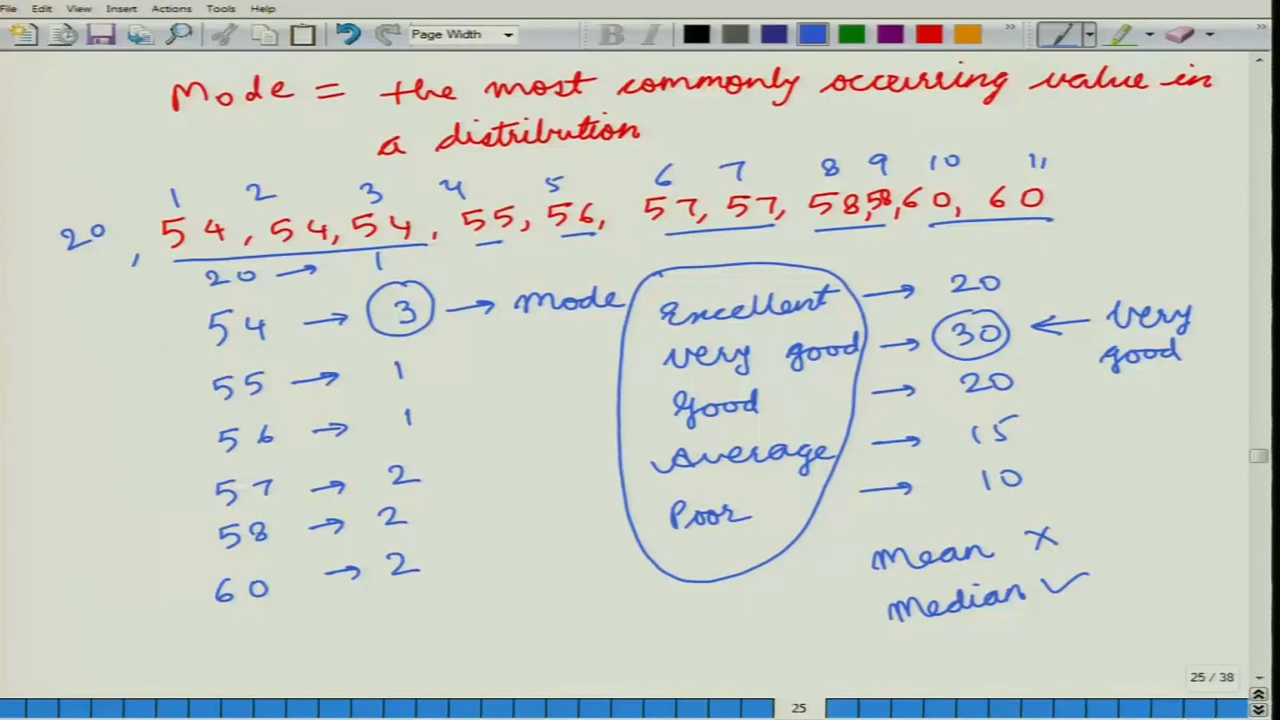 File Edit View Insert Actions Tools Help
Page Width
Mode = the most commonly occurring value in
a distribution
1 2 3 4 5 6 7 8 9 10 11
20, 54, 54, 54, 55, 56, 57, 57, 58, 58, 60, 60
20 → 1
54 → 3 → Mode
55 → 1
56 → 1
57 → 2
58 → 2
60 → 2
Excellent → 20
very good → 30 ← very good
Good → 20
Average → 15
Poor → 10
Mean ×
Median ✓
25 / 38
25